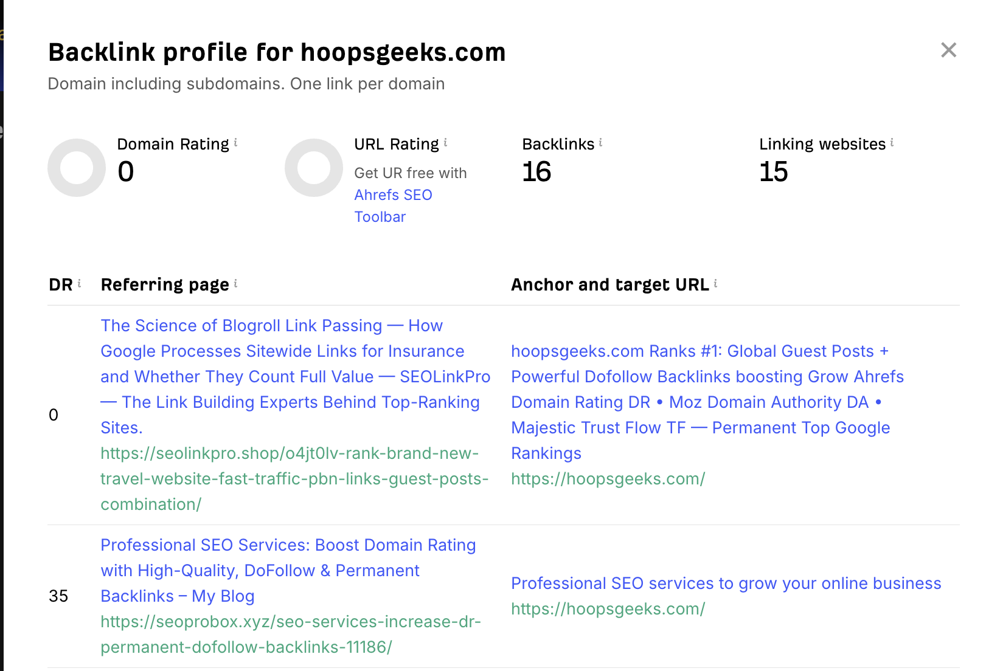 Backlink profile for hoopsgeeks.com
Domain including subdomains. One link per domain
Domain Rating i
0
URL Rating i
Get UR free with
Ahrefs SEO
Toolbar
Backlinks i
16
Linking websites i
15
DR i Referring page i Anchor and target URL i
0
The Science of Blogroll Link Passing — How
Google Processes Sitewide Links for Insurance
and Whether They Count Full Value — SEOLinkPro
— The Link Building Experts Behind Top-Ranking
Sites.
https://seolinkpro.shop/o4jt0lv-rank-brand-new-
travel-website-fast-traffic-pbn-links-guest-posts-
combination/
hoopsgeeks.com Ranks #1: Global Guest Posts +
Powerful Dofollow Backlinks boosting Grow Ahrefs
Domain Rating DR • Moz Domain Authority DA •
Majestic Trust Flow TF — Permanent Top Google
Rankings
https://hoopsgeeks.com/
35
Professional SEO Services: Boost Domain Rating
with High-Quality, DoFollow & Permanent
Backlinks – My Blog
https://seoprobox.xyz/seo-services-increase-dr-
permanent-dofollow-backlinks-11186/
Professional SEO services to grow your online business
https://hoopsgeeks.com/